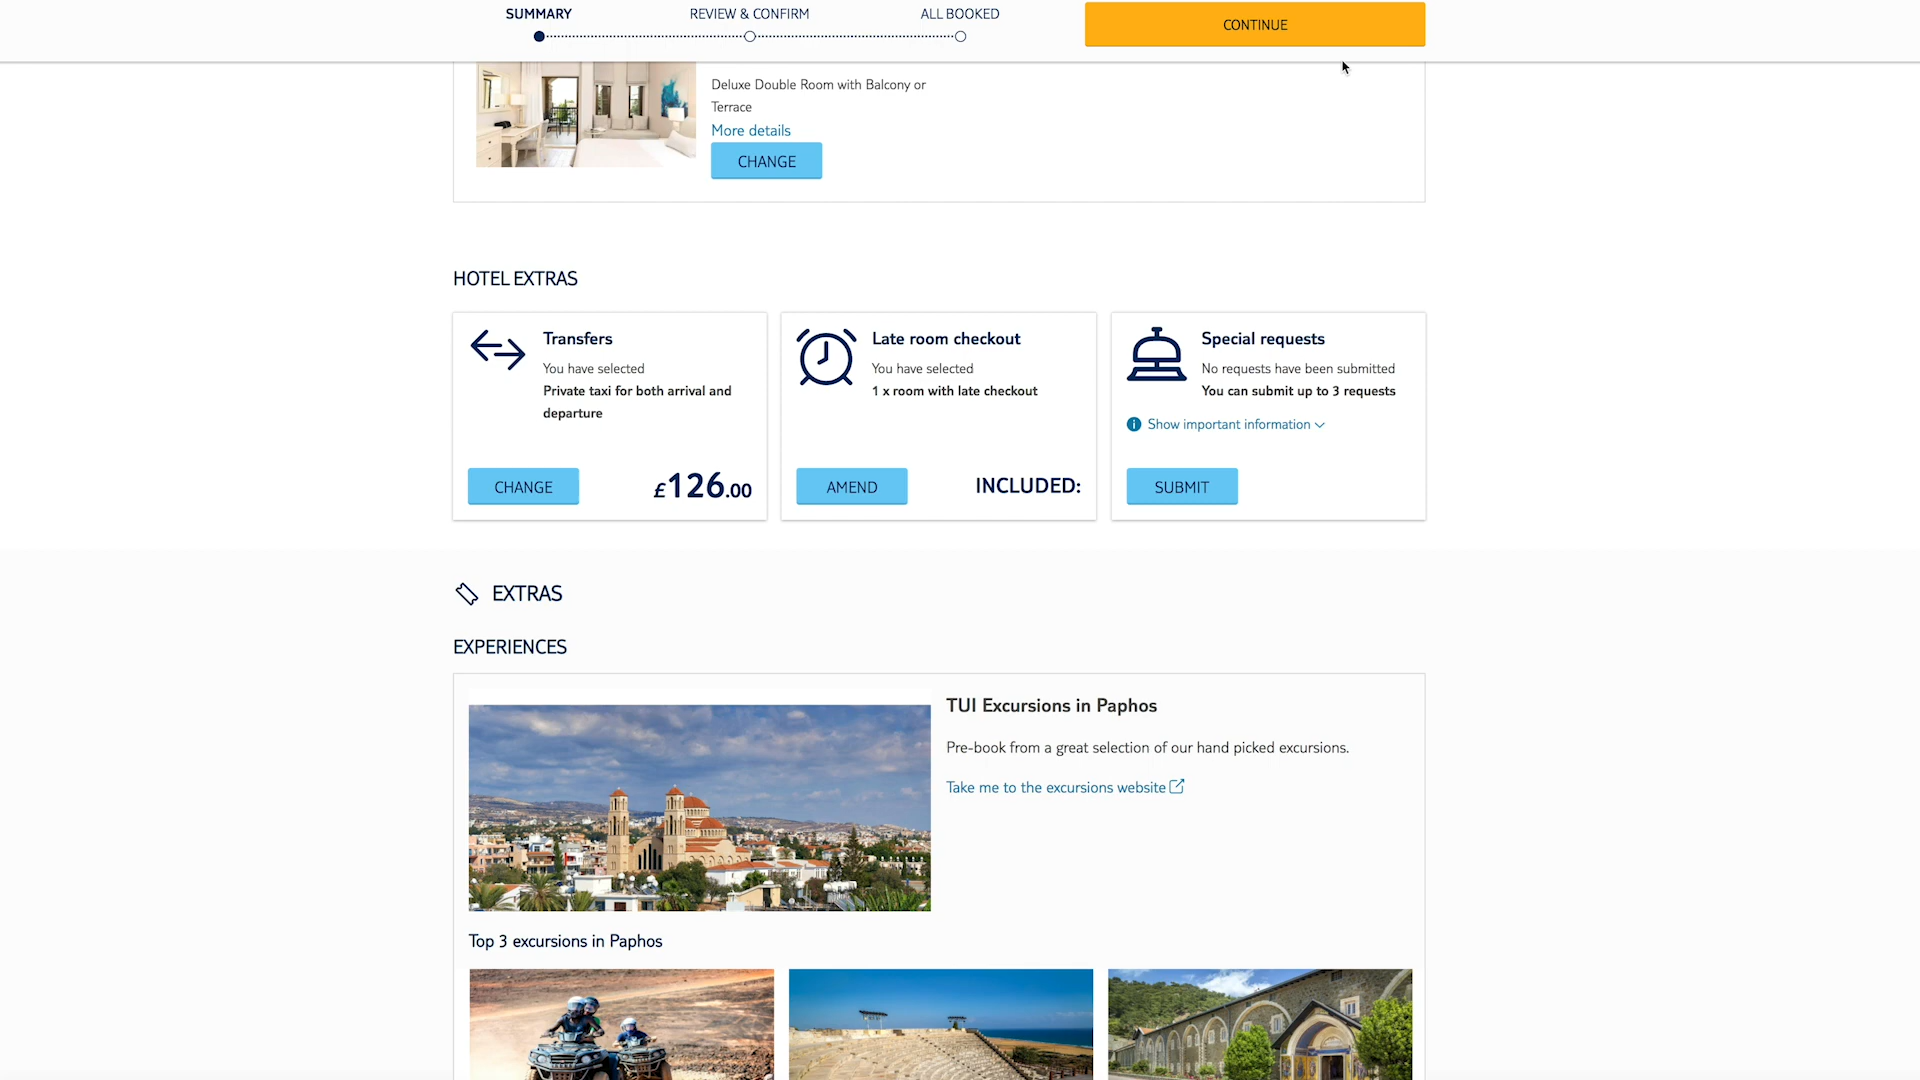 SUMMARY
REVIEW & CONFIRM
ALL BOOKED
CONTINUE
Deluxe Double Room with Balcony or
Terrace
More details
CHANGE
HOTEL EXTRAS
Transfers
You have selected
Private taxi for both arrival and
departure
CHANGE
£126.00
Late room checkout
You have selected
1 x room with late checkout
AMEND
INCLUDED:
Special requests
No requests have been submitted
You can submit up to 3 requests
Show important information
SUBMIT
EXTRAS
EXPERIENCES
TUI Excursions in Paphos
Pre-book from a great selection of our hand picked excursions.
Take me to the excursions website
Top 3 excursions in Paphos